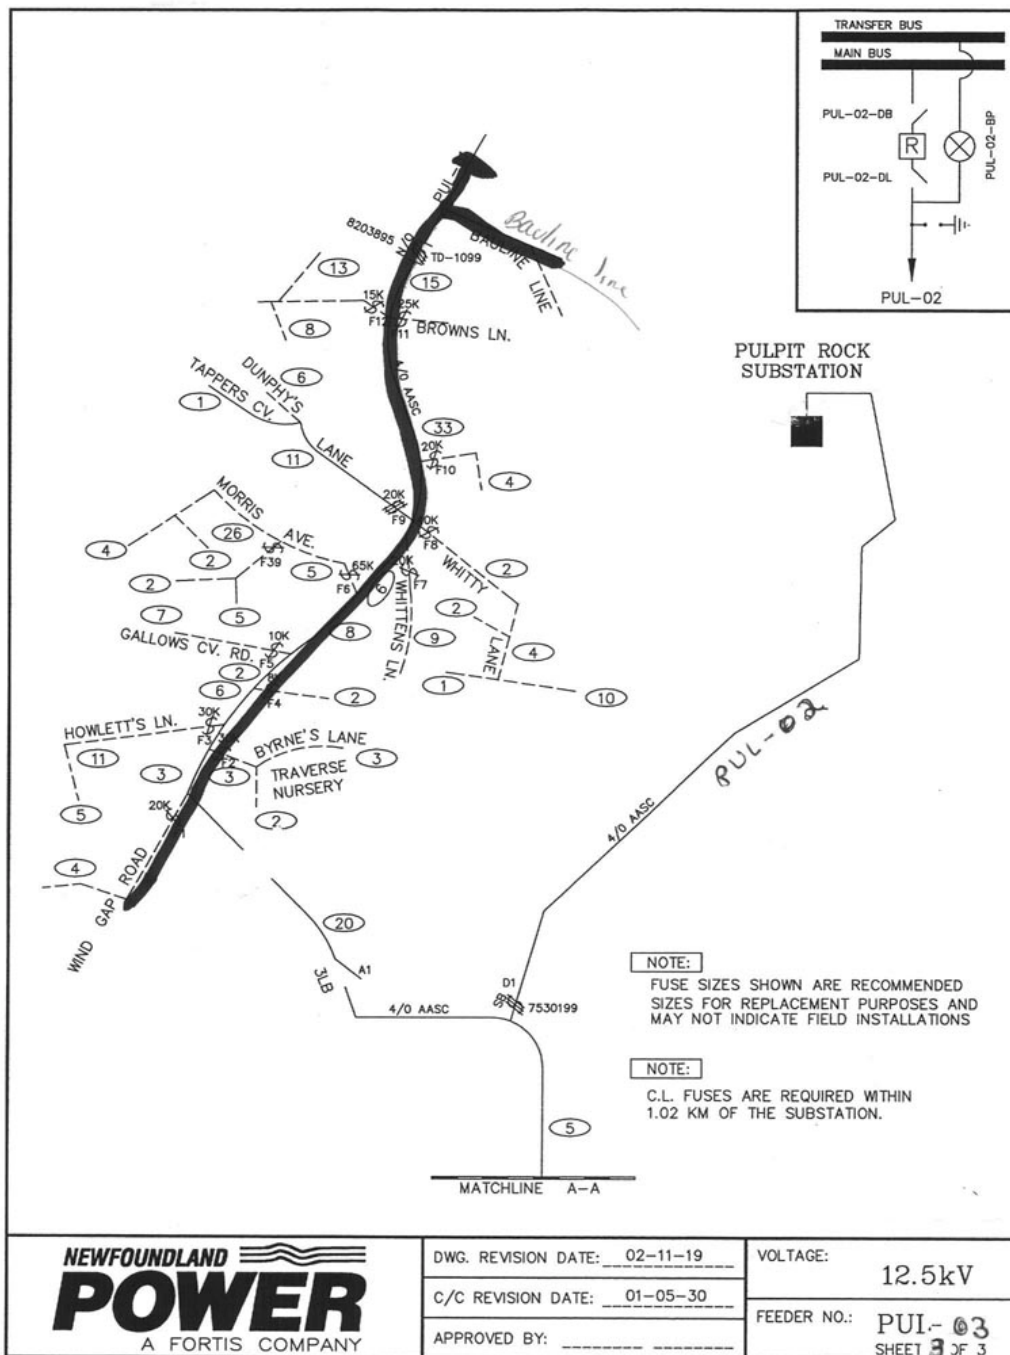 TRANSFER BUS
MAIN BUS
PUL-02-DB
R
PUL-02-BP
PUL-02-DL
PUL-02
PUL-
8203895
N/O
TD-1099
Bauline line
BAULINE
LINE
13
15
15K
25K
F12
11
BROWNS LN.
8
4/0 AASC
PULPIT ROCK
SUBSTATION
6
DUNPHY'S
TAPPERS CV.
1
LANE
11
33
20K
F10
4
20K
F9
F8
MORRIS
AVE.
26
4
2
F39
5
65K
F6
6
F7
WHITTY
LANE
2
2
2
5
7
WHITTENS LN.
9
2
4
1
10
GALLOWS CV. RD.
10K
F5
8
2
6
F4
2
HOWLETT'S LN.
30K
F3
F2
11
3
3
BYRNE'S LANE
3
TRAVERSE
NURSERY
2
5
20K
4
WIND GAP ROAD
PUL-02
4/0 AASC
20
A1
3LB
4/0 AASC
D1
SB
7530199
5
MATCHLINE A-A
NOTE:
FUSE SIZES SHOWN ARE RECOMMENDED
SIZES FOR REPLACEMENT PURPOSES AND
MAY NOT INDICATE FIELD INSTALLATIONS
NOTE:
C.L. FUSES ARE REQUIRED WITHIN
1.02 KM OF THE SUBSTATION.
NEWFOUNDLAND
POWER
A FORTIS COMPANY
DWG. REVISION DATE: 02-11-19
C/C REVISION DATE: 01-05-30
APPROVED BY:
VOLTAGE:
12.5kV
FEEDER NO.:
PUL-03
SHEET 3 OF 3